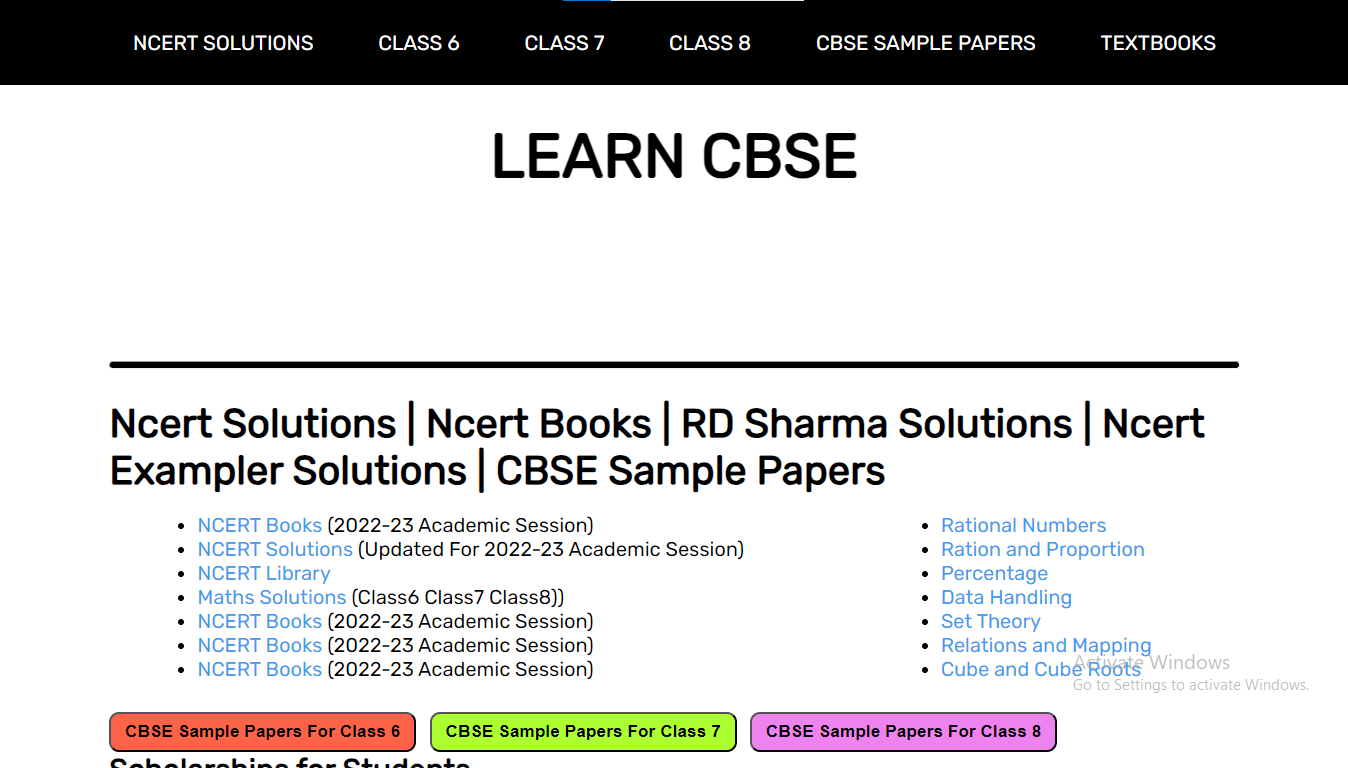 NCERT SOLUTIONS CLASS 6 CLASS 7 CLASS 8 CBSE SAMPLE PAPERS TEXTBOOKS
LEARN CBSE
Ncert Solutions | Ncert Books | RD Sharma Solutions | Ncert
Exampler Solutions | CBSE Sample Papers
NCERT Books (2022-23 Academic Session)
NCERT Solutions (Updated For 2022-23 Academic Session)
NCERT Library
Maths Solutions (Class6 Class7 Class8))
NCERT Books (2022-23 Academic Session)
NCERT Books (2022-23 Academic Session)
NCERT Books (2022-23 Academic Session)
Rational Numbers
Ration and Proportion
Percentage
Data Handling
Set Theory
Relations and Mapping
Cube and Cube Roots
Activate Windows
Go to Settings to activate Windows.
CBSE Sample Papers For Class 6 CBSE Sample Papers For Class 7 CBSE Sample Papers For Class 8
Scholarships for Students